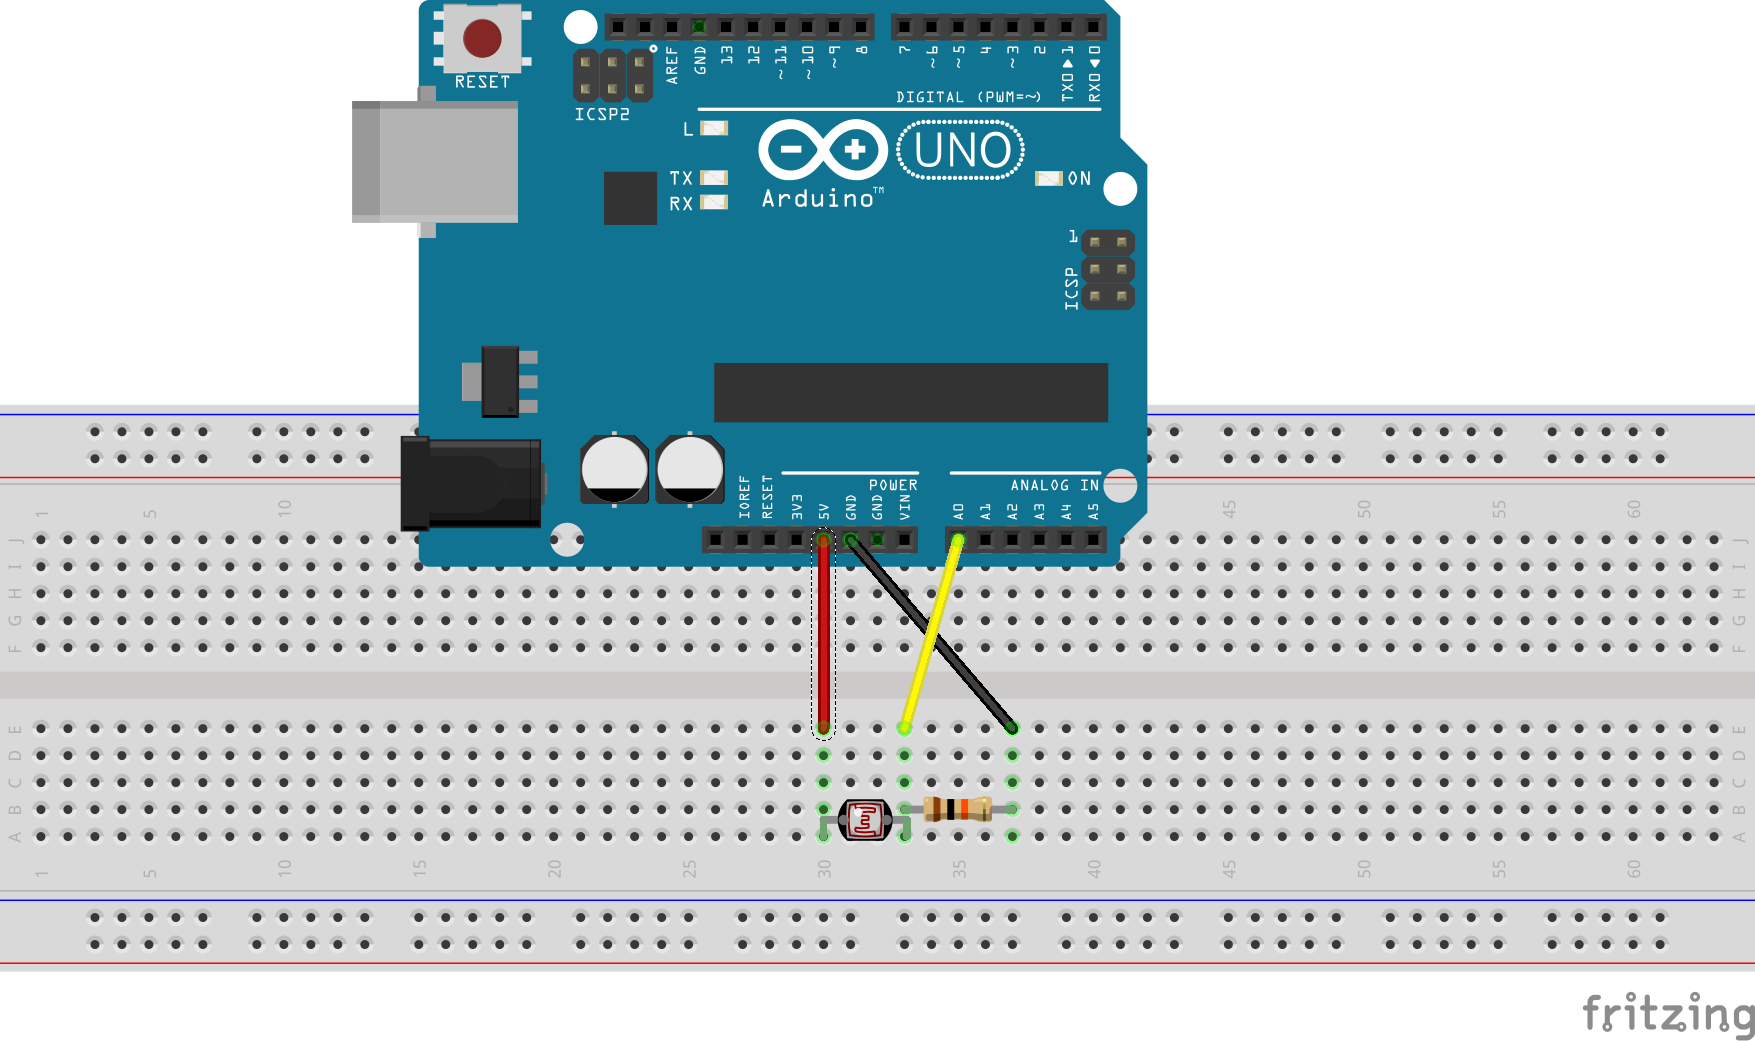 RESET
ICSP2
AREF
GND
13
12
~11
~10
~9
8
7
~6
~5
4
~3
2
TX0▶1
RX0◀0
DIGITAL (PWM=~)
L
TX
RX
Arduino™
UNO
ON
1
ICSP
IOREF
RESET
3V3
5V
GND
GND
VIN
POWER
A0
A1
A2
A3
A4
A5
ANALOG IN
1
5
10
45
50
55
60
J
I
H
G
F
J
I
H
G
F
E
D
C
B
A
E
D
C
B
A
1
5
10
15
20
25
30
35
40
45
50
55
60
fritzing